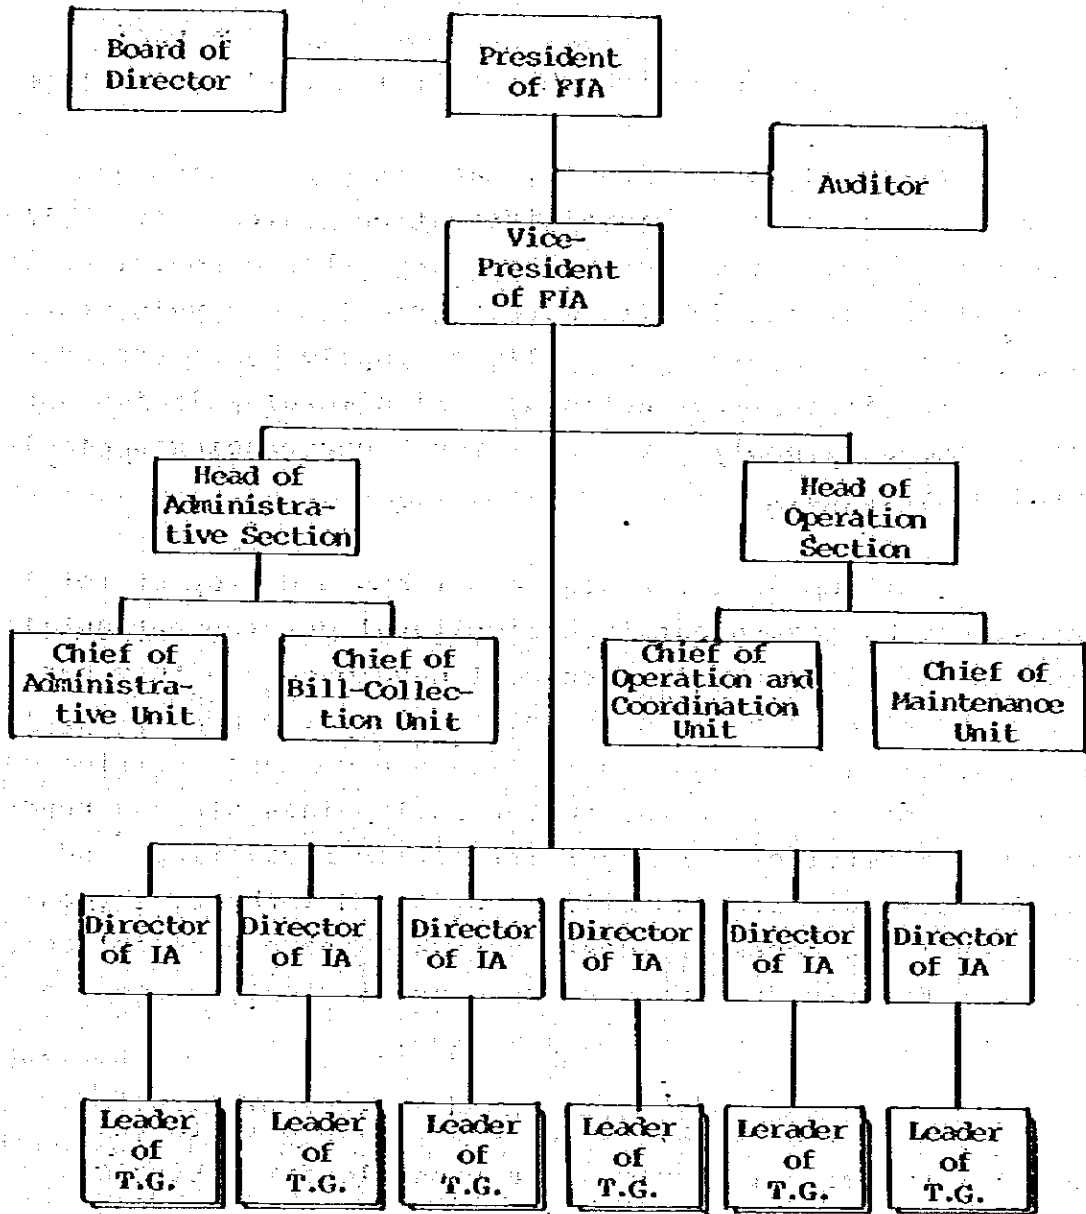 Board of
Director
President
of FIA
Auditor
Vice-
President
of FIA
Head of
Administra-
tive Section
Head of
Operation
Section
Chief of
Administra-
tive Unit
Chief of
Bill-Collec-
tion Unit
Chief of
Operation and
Coordination
Unit
Chief of
Maintenance
Unit
Director
of IA
Director
of IA
Director
of IA
Director
of IA
Director
of IA
Director
of IA
Leader
of
T.G.
Leader
of
T.G.
Leader
of
T.G.
Leader
of
T.G.
Lerader
of
T.G.
Leader
of
T.G.